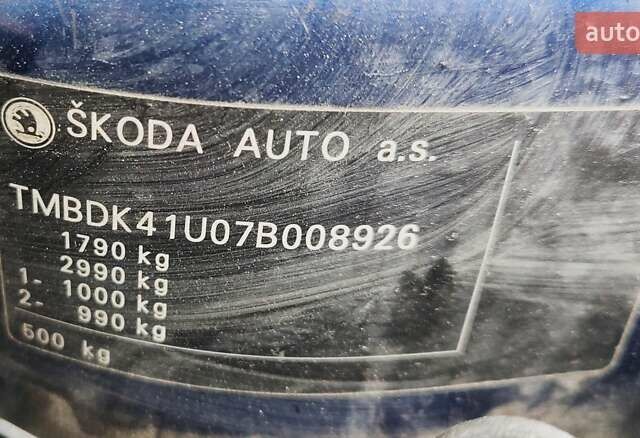 auto
ŠKODA AUTO a.s.
TMBDK41U07B008926
1790 kg
2990 kg
1- 1000 kg
2- 990 kg
500 kg